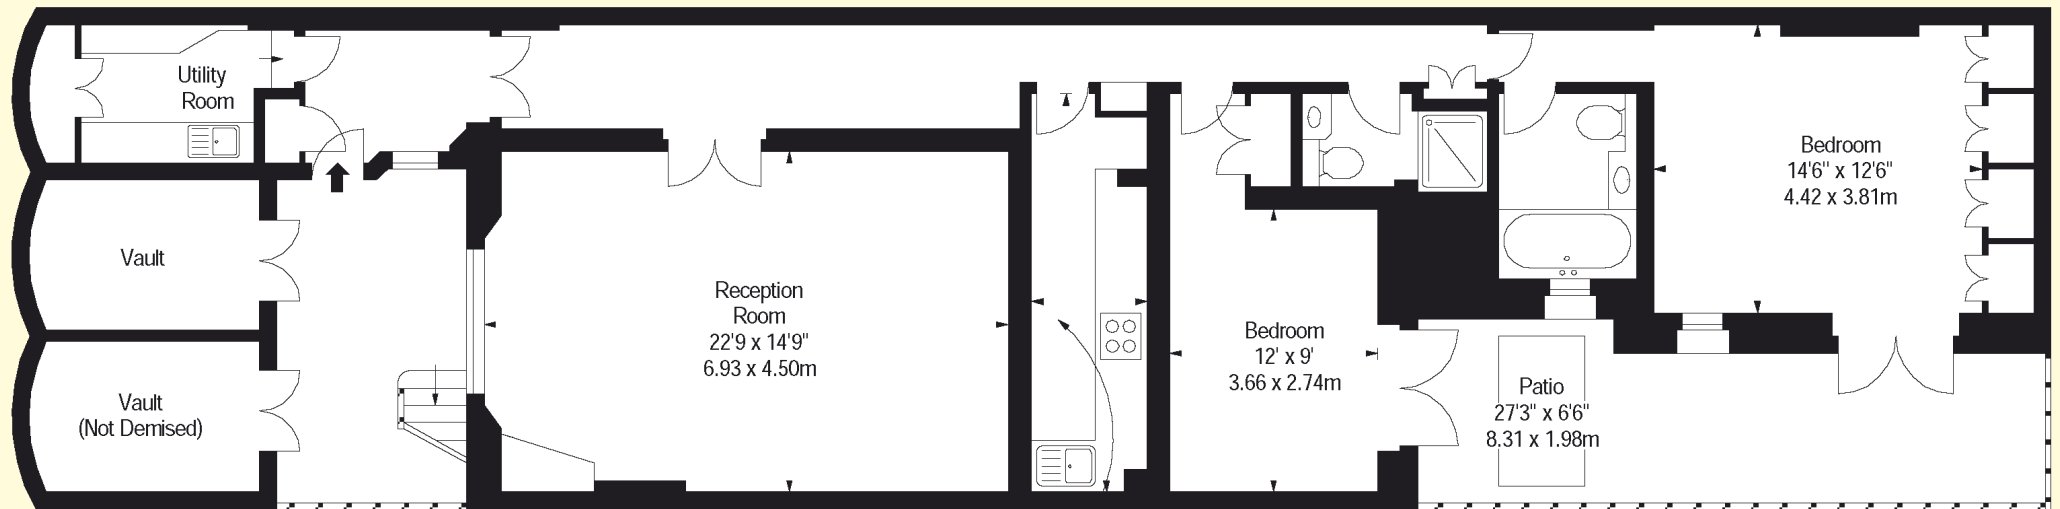 Utility
Room
Vault
Vault
(Not Demised)
Reception
Room
22'9 x 14'9"
6.93 x 4.50m
Bedroom
12' x 9'
3.66 x 2.74m
Patio
27'3" x 6'6"
8.31 x 1.98m
Bedroom
14'6" x 12'6"
4.42 x 3.81m